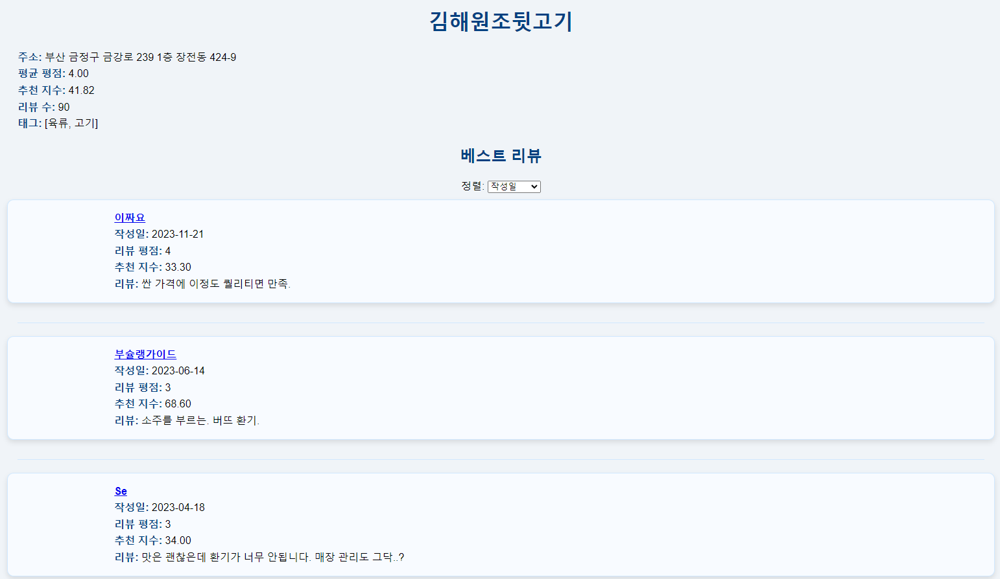 김해원조뒷고기
주소: 부산 금정구 금강로 239 1층 장전동 424-9
평균 평점: 4.00
추천 지수: 41.82
리뷰 수: 90
태그: [육류, 고기]
베스트 리뷰
정렬: 작성일
이짜요
작성일: 2023-11-21
리뷰 평점: 4
추천 지수: 33.30
리뷰: 싼 가격에 이정도 퀄리티면 만족.
부슐랭가이드
작성일: 2023-06-14
리뷰 평점: 3
추천 지수: 68.60
리뷰: 소주를 부르는. 버뜨 환기.
Se
작성일: 2023-04-18
리뷰 평점: 3
추천 지수: 34.00
리뷰: 맛은 괜찮은데 환기가 너무 안됩니다. 매장 관리도 그닥..?